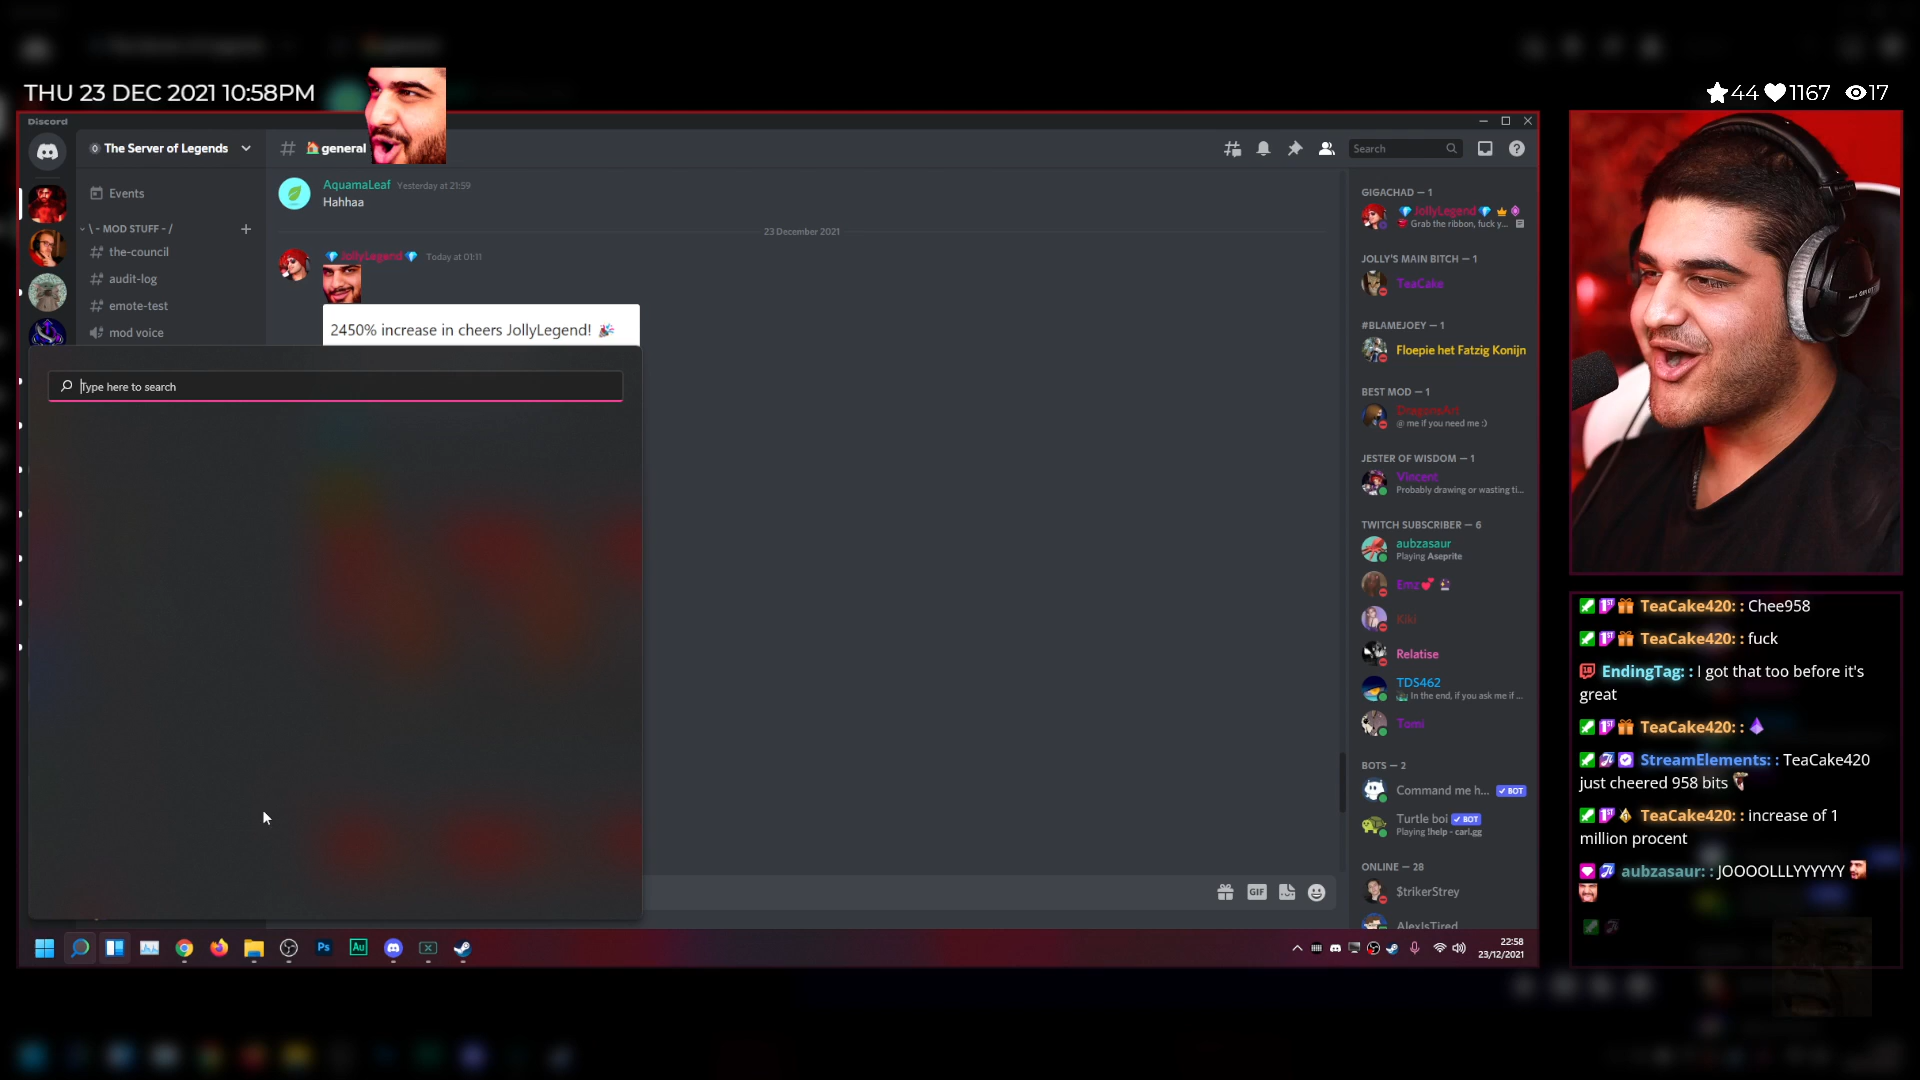 THU 23 DEC 2021 10:58PM
44 1167 17
Discord
The Server of Legends
general
Search
Events
\ - MOD STUFF - /
the-council
audit-log
emote-test
mod voice
AquamaLeaf Yesterday at 21:59
Hahhaa
23 December 2021
JollyLegend Today at 01:11
2450% increase in cheers JollyLegend!
Type here to search
GIF
GIGACHAD — 1
JollyLegend
Grab the ribbon, fuck y...
JOLLY'S MAIN BITCH — 1
TeaCake
#BLAMEJOEY — 1
Floepie het Fatzig Konijn
BEST MOD — 1
DragonsArt
@ me if you need me :)
JESTER OF WISDOM — 1
Vincent
Probably drawing or wasting ti...
TWITCH SUBSCRIBER — 6
aubzasaur
Playing Aseprite
Emz
Kiki
Relatise
TDS462
In the end, if you ask me if ...
Tomi
BOTS — 2
Command me h... BOT
Turtle boi BOT
Playing !help - carl.gg
ONLINE — 28
$trikerStrey
AlexIsTired
Ps
Au
22:58
23/12/2021
TeaCake420: : Chee958
TeaCake420: : fuck
EndingTag: : I got that too before it's
great
TeaCake420: :
StreamElements: : TeaCake420
just cheered 958 bits
TeaCake420: : increase of 1
million procent
aubzasaur: : JOOOOLLLYYYYYY